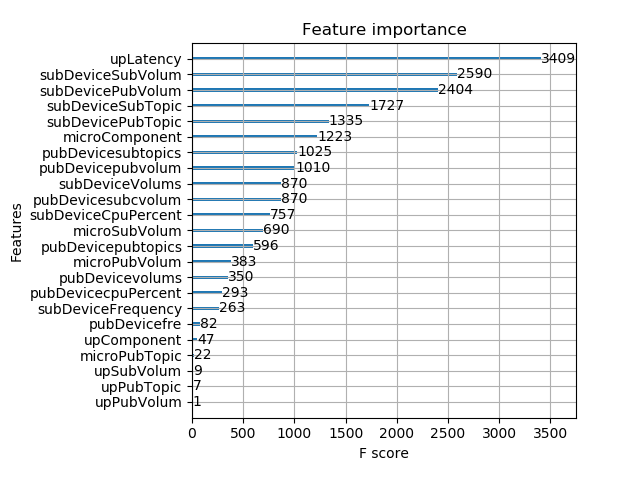 Feature importance
Features
upLatency 3409
subDeviceSubVolum 2590
subDevicePubVolum 2404
subDeviceSubTopic 1727
subDevicePubTopic 1335
microComponent 1223
pubDevicesubtopics 1025
pubDevicepubvolum 1010
subDeviceVolums 870
pubDevicesubcvolum 870
subDeviceCpuPercent 757
microSubVolum 690
pubDevicepubtopics 596
microPubVolum 383
pubDevicevolums 350
pubDevicecpuPercent 293
subDeviceFrequency 263
pubDevicefre 82
upComponent 47
microPubTopic 22
upSubVolum 9
upPubTopic 7
upPubVolum 1
0 500 1000 1500 2000 2500 3000 3500
F score